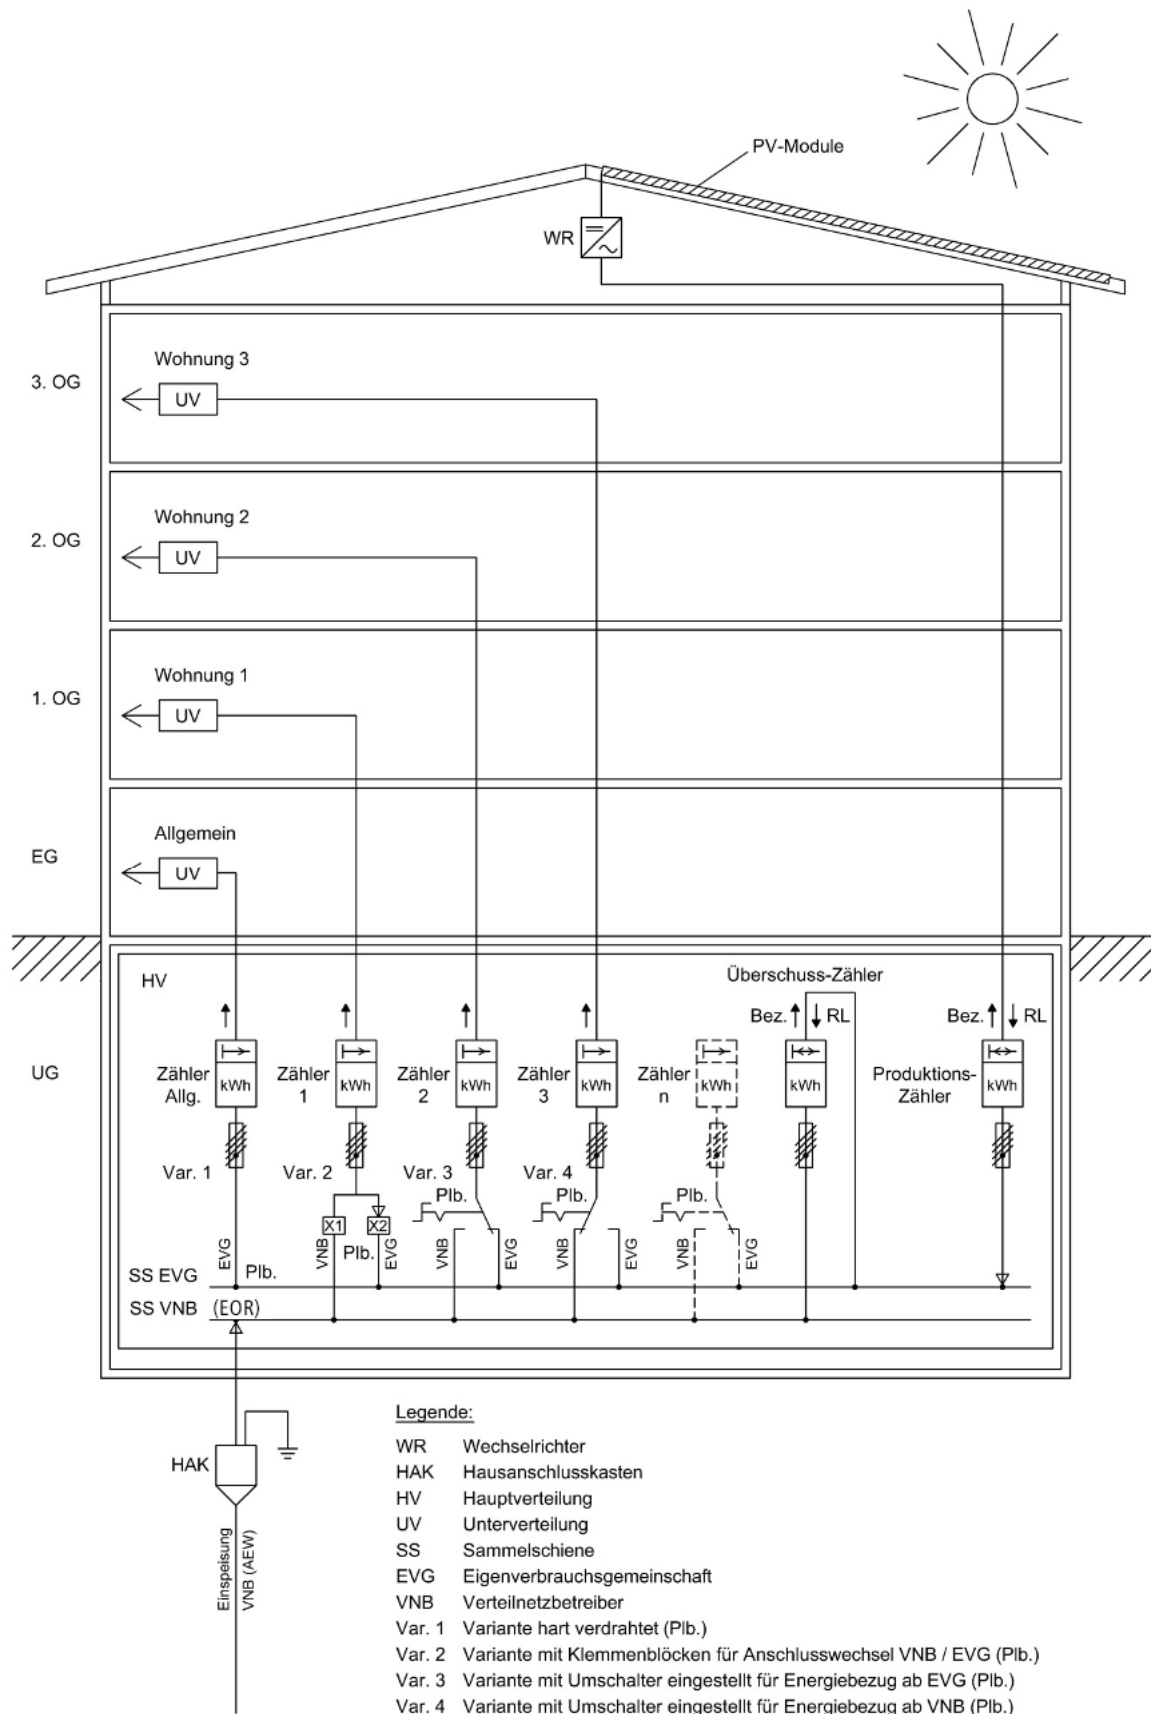 PV-Module
WR
Wohnung 3
3. OG
UV
Wohnung 2
2. OG
UV
Wohnung 1
1. OG
UV
Allgemein
EG
UV
HV
Überschuss-Zähler
Bez. RL
Bez. RL
UG
Zähler Allg.
kWh
Zähler 1
kWh
Zähler 2
kWh
Zähler 3
kWh
Zähler n
kWh
kWh
Produktions-
Zähler
kWh
Var. 1
Var. 2
Var. 3
Var. 4
Plb.
Plb.
Plb.
X1
X2
EVG
VNB
Plb.
EVG
VNB
EVG
VNB
EVG
VNB
EVG
SS EVG
Plb.
SS VNB
(EOR)
HAK
Einspeisung
VNB (AEW)
Legende:
WR Wechselrichter
HAK Hausanschlusskasten
HV Hauptverteilung
UV Unterverteilung
SS Sammelschiene
EVG Eigenverbrauchsgemeinschaft
VNB Verteilnetzbetreiber
Var. 1 Variante hart verdrahtet (Plb.)
Var. 2 Variante mit Klemmenblöcken für Anschlusswechsel VNB / EVG (Plb.)
Var. 3 Variante mit Umschalter eingestellt für Energiebezug ab EVG (Plb.)
Var. 4 Variante mit Umschalter eingestellt für Energiebezug ab VNB (Plb.)